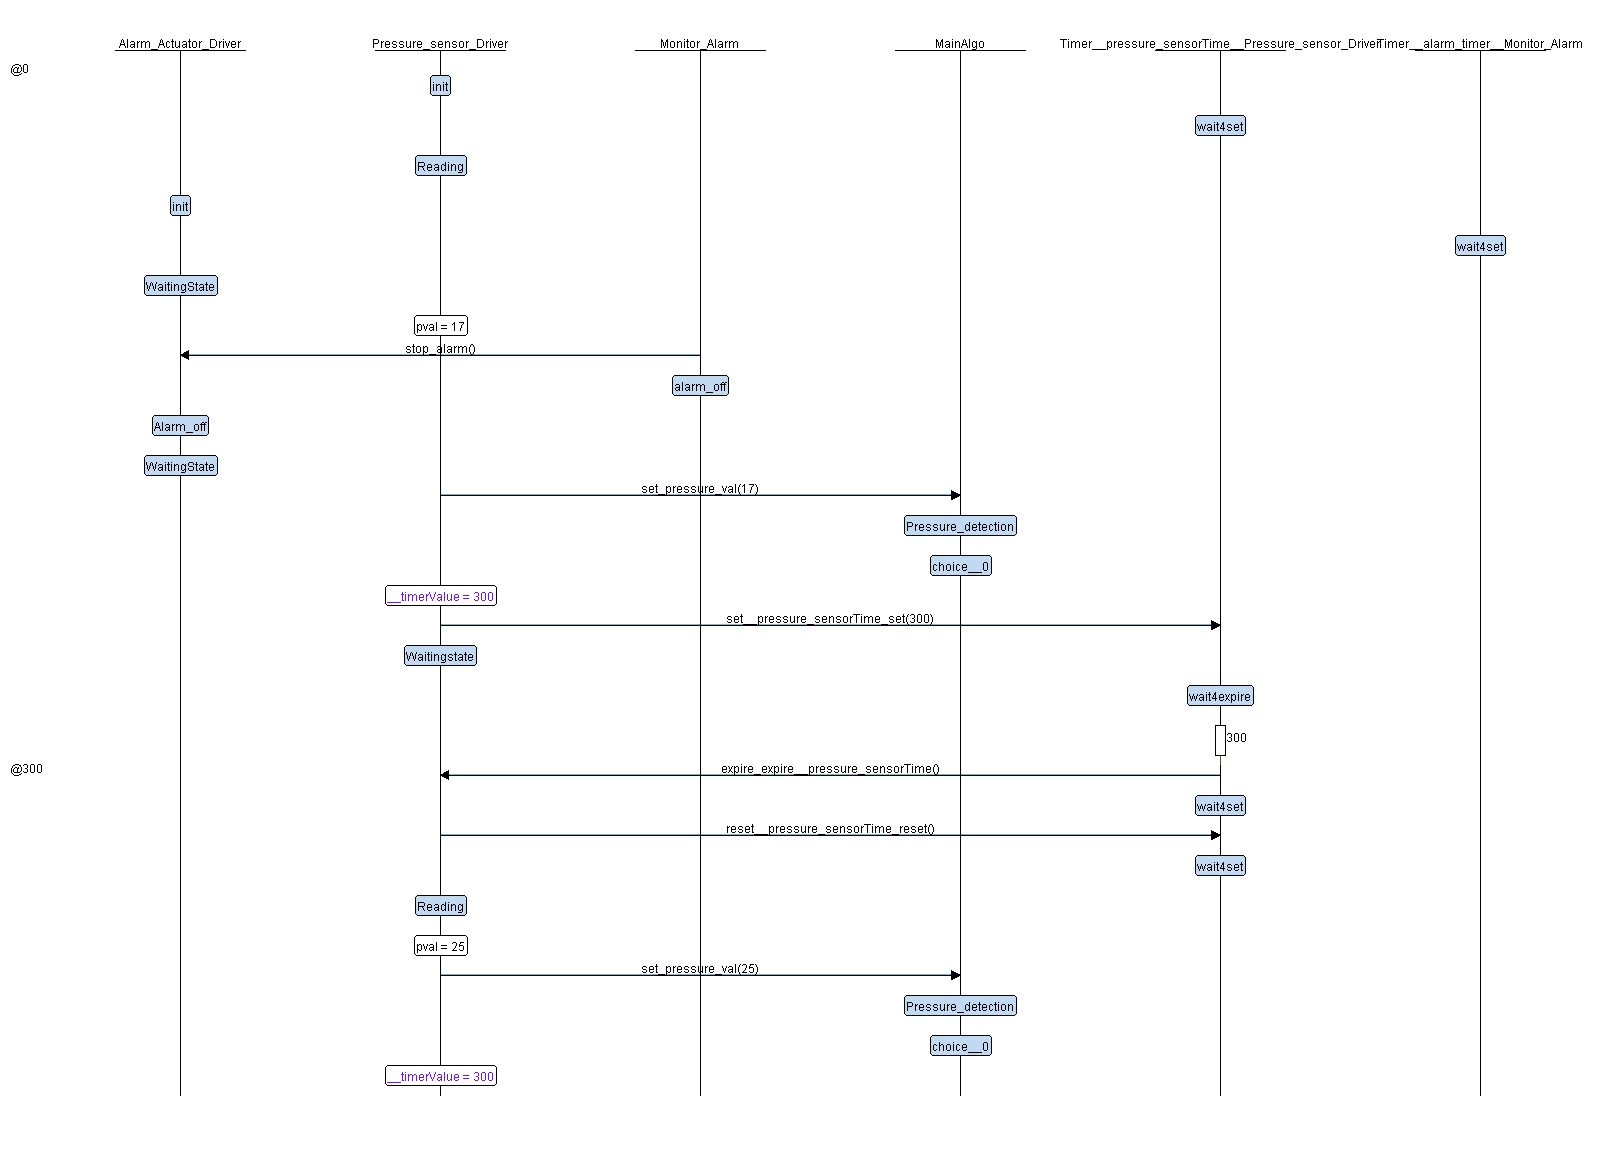 Alarm_Actuator_Driver
Pressure_sensor_Driver
Monitor_Alarm
MainAlgo
Timer__pressure_sensorTime__Pressure_sensor_Driver
Timer__alarm_timer__Monitor_Alarm
@0
init
wait4set
Reading
init
wait4set
WaitingState
pval = 17
stop_alarm()
alarm_off
Alarm_off
WaitingState
set_pressure_val(17)
Pressure_detection
choice__0
__timerValue = 300
set__pressure_sensorTime_set(300)
Waitingstate
wait4expire
300
@300
expire_expire__pressure_sensorTime()
wait4set
reset__pressure_sensorTime_reset()
wait4set
Reading
pval = 25
set_pressure_val(25)
Pressure_detection
choice__0
__timerValue = 300